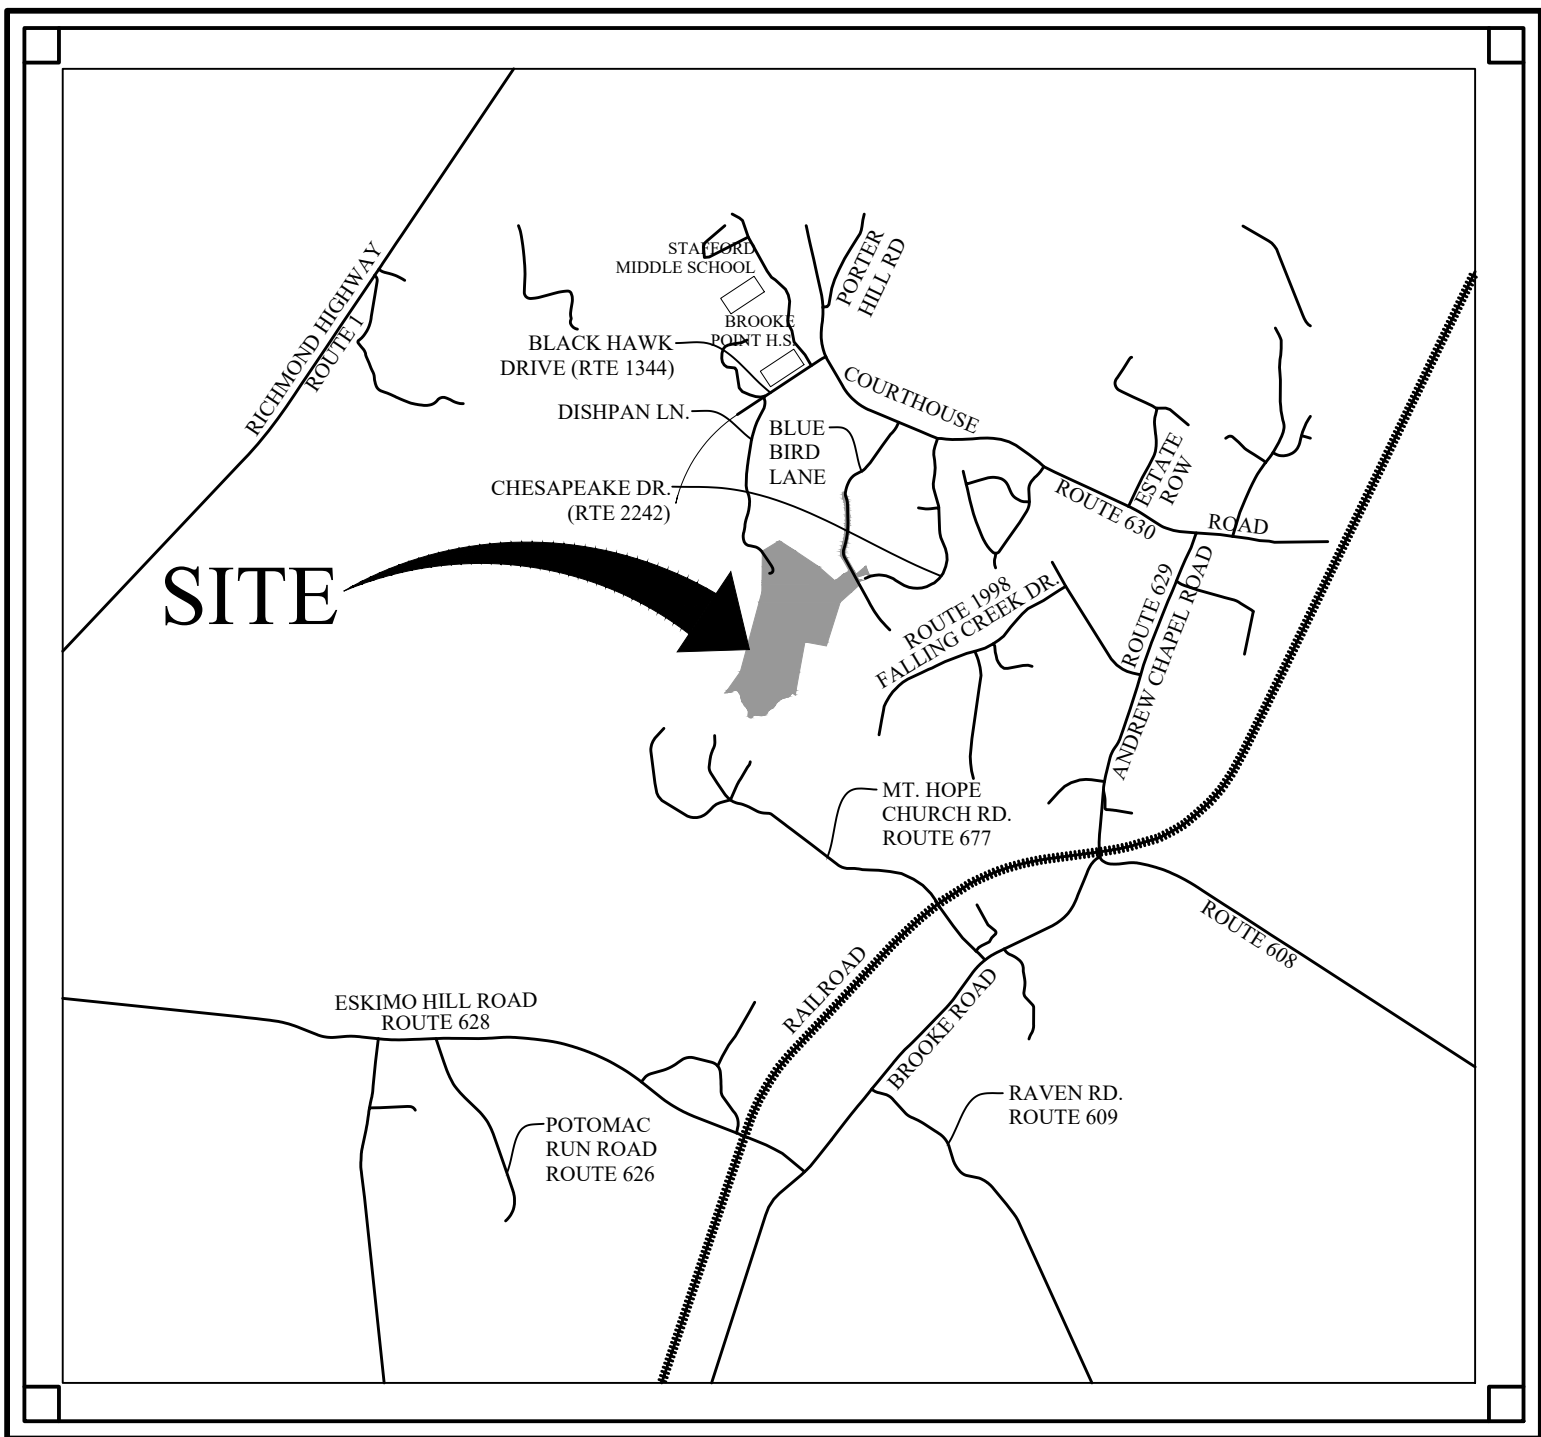 STAFFORD
MIDDLE SCHOOL
PORTER
HILL RD
RICHMOND HIGHWAY
ROUTE 1
BROOKE
POINT H.S.
BLACK HAWK
DRIVE (RTE 1344)
COURTHOUSE
DISHPAN LN.
BLUE
BIRD
LANE
ESTATE
ROW
CHESAPEAKE DR.
(RTE 2242)
ROUTE 630
ROAD
SITE
ROUTE 1998
FALLING CREEK DR.
ROUTE 629
ANDREW CHAPEL ROAD
MT. HOPE
CHURCH RD.
ROUTE 677
ROUTE 608
RAILROAD
BROOKE ROAD
ESKIMO HILL ROAD
ROUTE 628
RAVEN RD.
ROUTE 609
POTOMAC
RUN ROAD
ROUTE 626